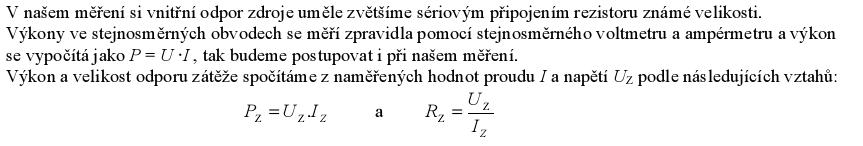 V našem měření si vnitřní odpor zdroje uměle zvětšíme sériovým připojením rezistoru známé velikosti.
Výkony ve stejnosměrných obvodech se měří zpravidla pomocí stejnosměrného voltmetru a ampérmetru a výkon
se vypočítá jako P = U ·I , tak budeme postupovat i při našem měření.
Výkon a velikost odporu zátěže spočítáme z naměřených hodnot proudu I a napětí UZ podle následujících vztahů:
PZ = UZ.IZ a RZ = UZ / IZ